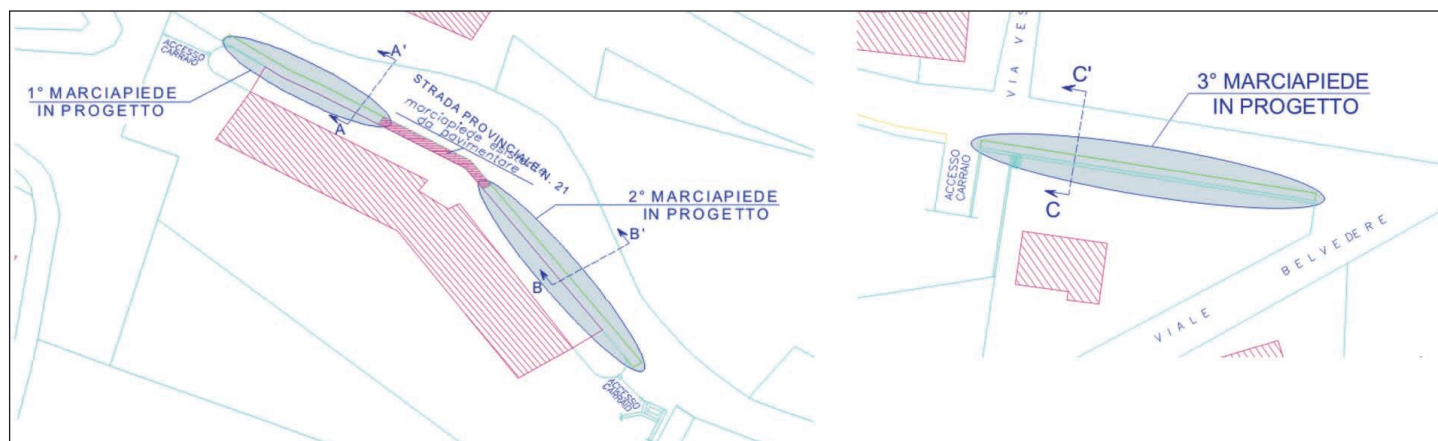 ACCESSO
CARRAIO
1° MARCIAPIEDE
IN PROGETTO
A'
A
STRADA PROVINCIALE N. 21
marciapiede esistente
da pavimentare
2° MARCIAPIEDE
IN PROGETTO
B'
B
ACCESSO
CARRAIO
VIA VES
C'
3° MARCIAPIEDE
IN PROGETTO
ACCESSO
CARRAIO
C
VIALE BELVEDERE